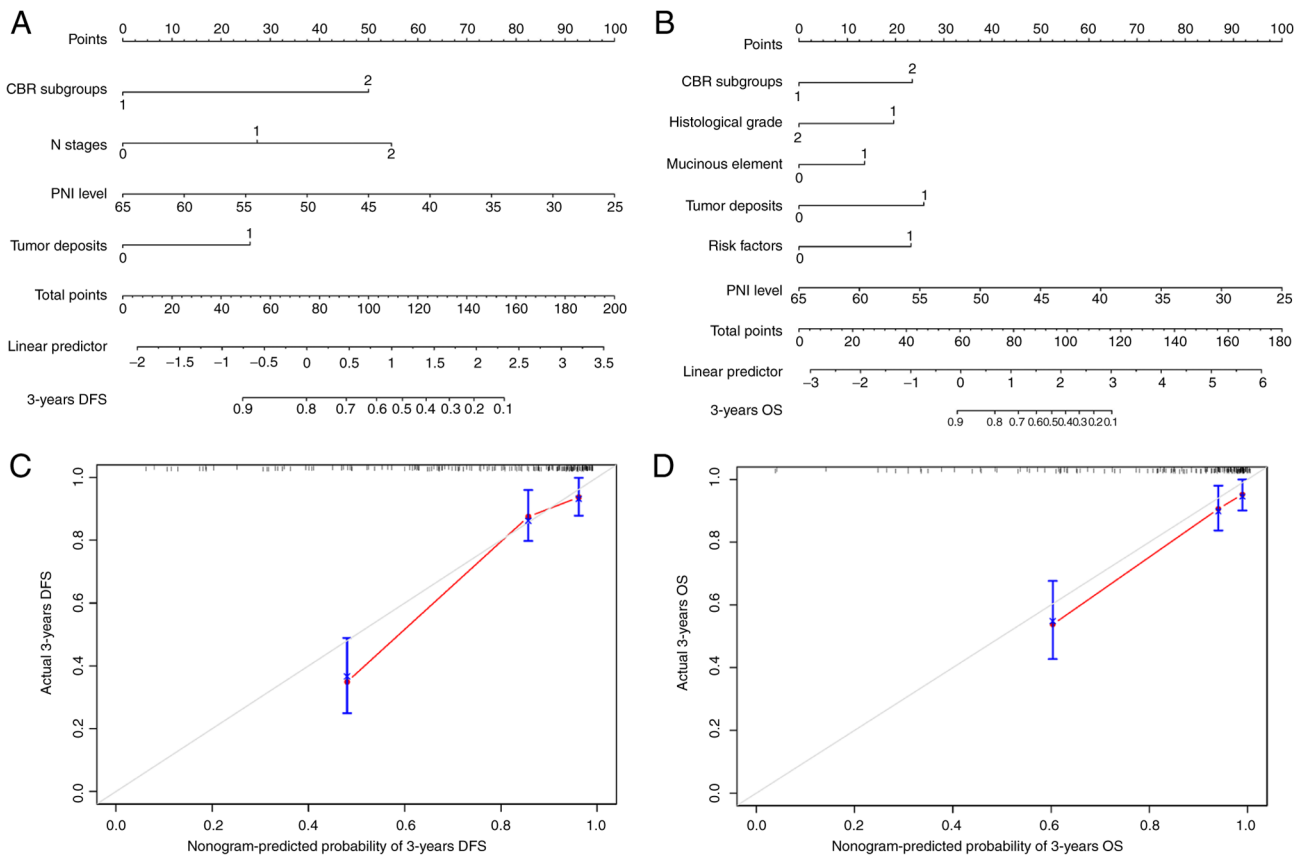 A
Points
0 10 20 30 40 50 60 70 80 90 100
CBR subgroups
2
1
N stages
1
0 2
PNI level
65 60 55 50 45 40 35 30 25
Tumor deposits
1
0
Total points
0 20 40 60 80 100 120 140 160 180 200
Linear predictor
−2 −1.5 −1 −0.5 0 0.5 1 1.5 2 2.5 3 3.5
3-years DFS
0.9 0.8 0.7 0.6 0.5 0.4 0.3 0.2 0.1
B
Points
0 10 20 30 40 50 60 70 80 90 100
CBR subgroups
2
1
Histological grade
1
2
Mucinous element
1
0
Tumor deposits
1
0
Risk factors
1
0
PNI level
65 60 55 50 45 40 35 30 25
Total points
0 20 40 60 80 100 120 140 160 180
Linear predictor
−3 −2 −1 0 1 2 3 4 5 6
3-years OS
0.9 0.8 0.7 0.6 0.5 0.4 0.3 0.2 0.1
C
Actual 3-years DFS
1.0
0.8
0.6
0.4
0.2
0.0
0.0 0.2 0.4 0.6 0.8 1.0
Nonogram-predicted probability of 3-years DFS
D
Actual 3-years OS
1.0
0.8
0.6
0.4
0.2
0.0
0.0 0.2 0.4 0.6 0.8 1.0
Nonogram-predicted probability of 3-years OS